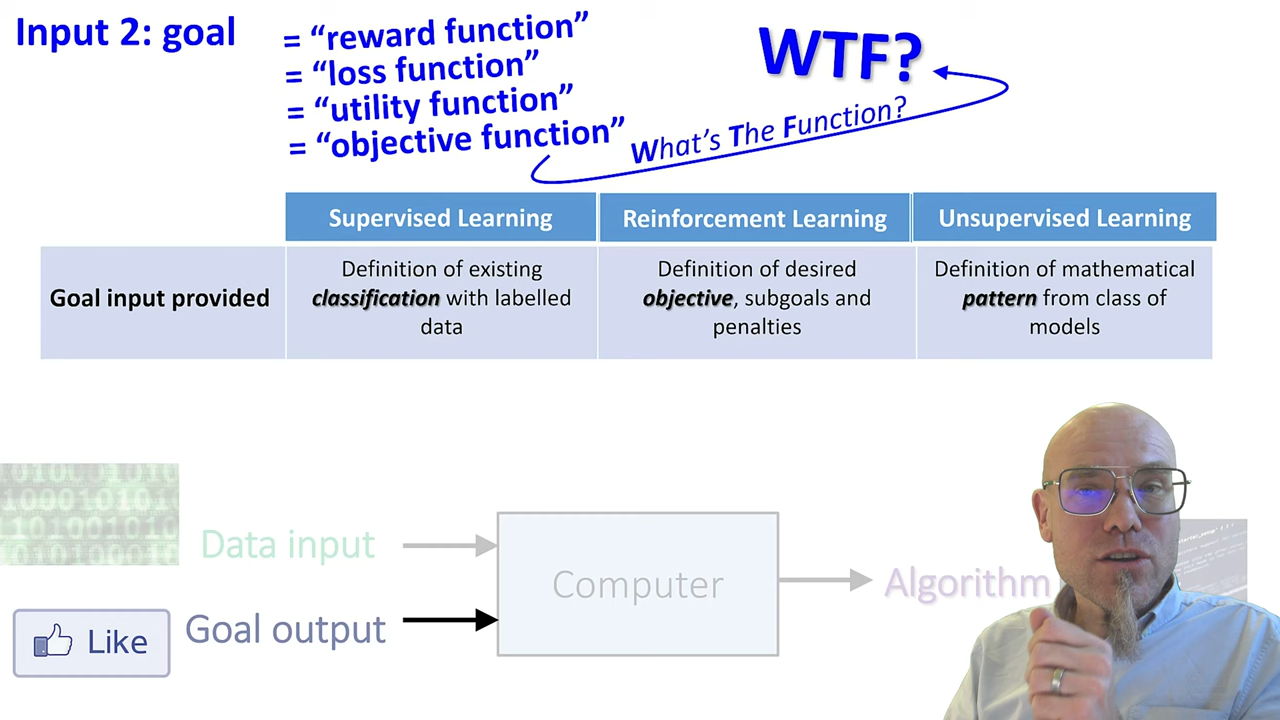 Input 2: goal
= “reward function”
= “loss function”
= “utility function”
= “objective function”
WTF?
What’s The Function?
Supervised Learning
Reinforcement Learning
Unsupervised Learning
Goal input provided
Definition of existing
classification with labelled
data
Definition of desired
objective, subgoals and
penalties
Definition of mathematical
pattern from class of
models
Data input
Computer
Algorithm
Goal output
Like